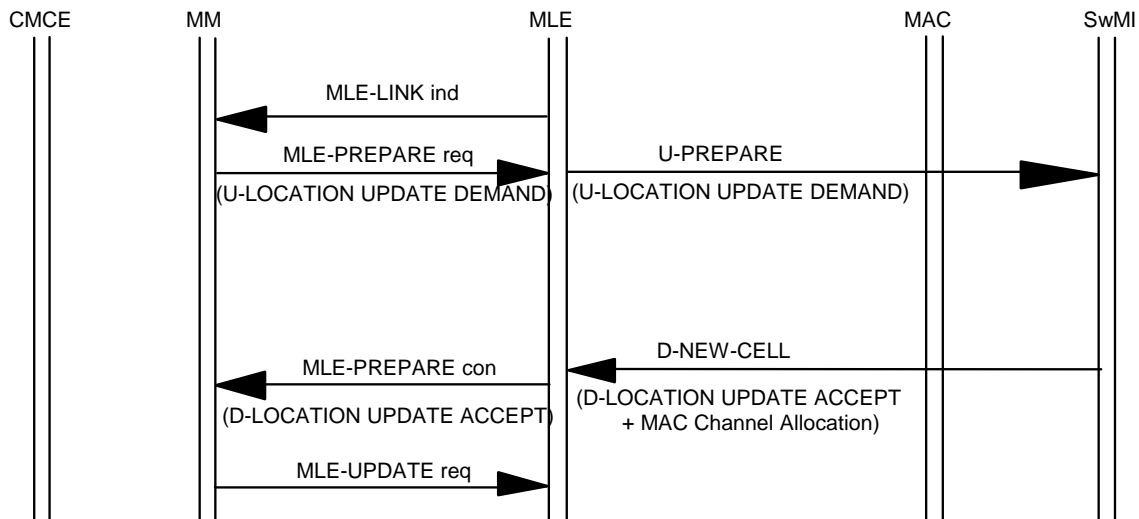 CMCE MM MLE MAC SwMI
MLE-LINK ind
MLE-PREPARE req U-PREPARE
(U-LOCATION UPDATE DEMAND) (U-LOCATION UPDATE DEMAND)
D-NEW-CELL
MLE-PREPARE con
(D-LOCATION UPDATE ACCEPT) (D-LOCATION UPDATE ACCEPT
+ MAC Channel Allocation)
MLE-UPDATE req